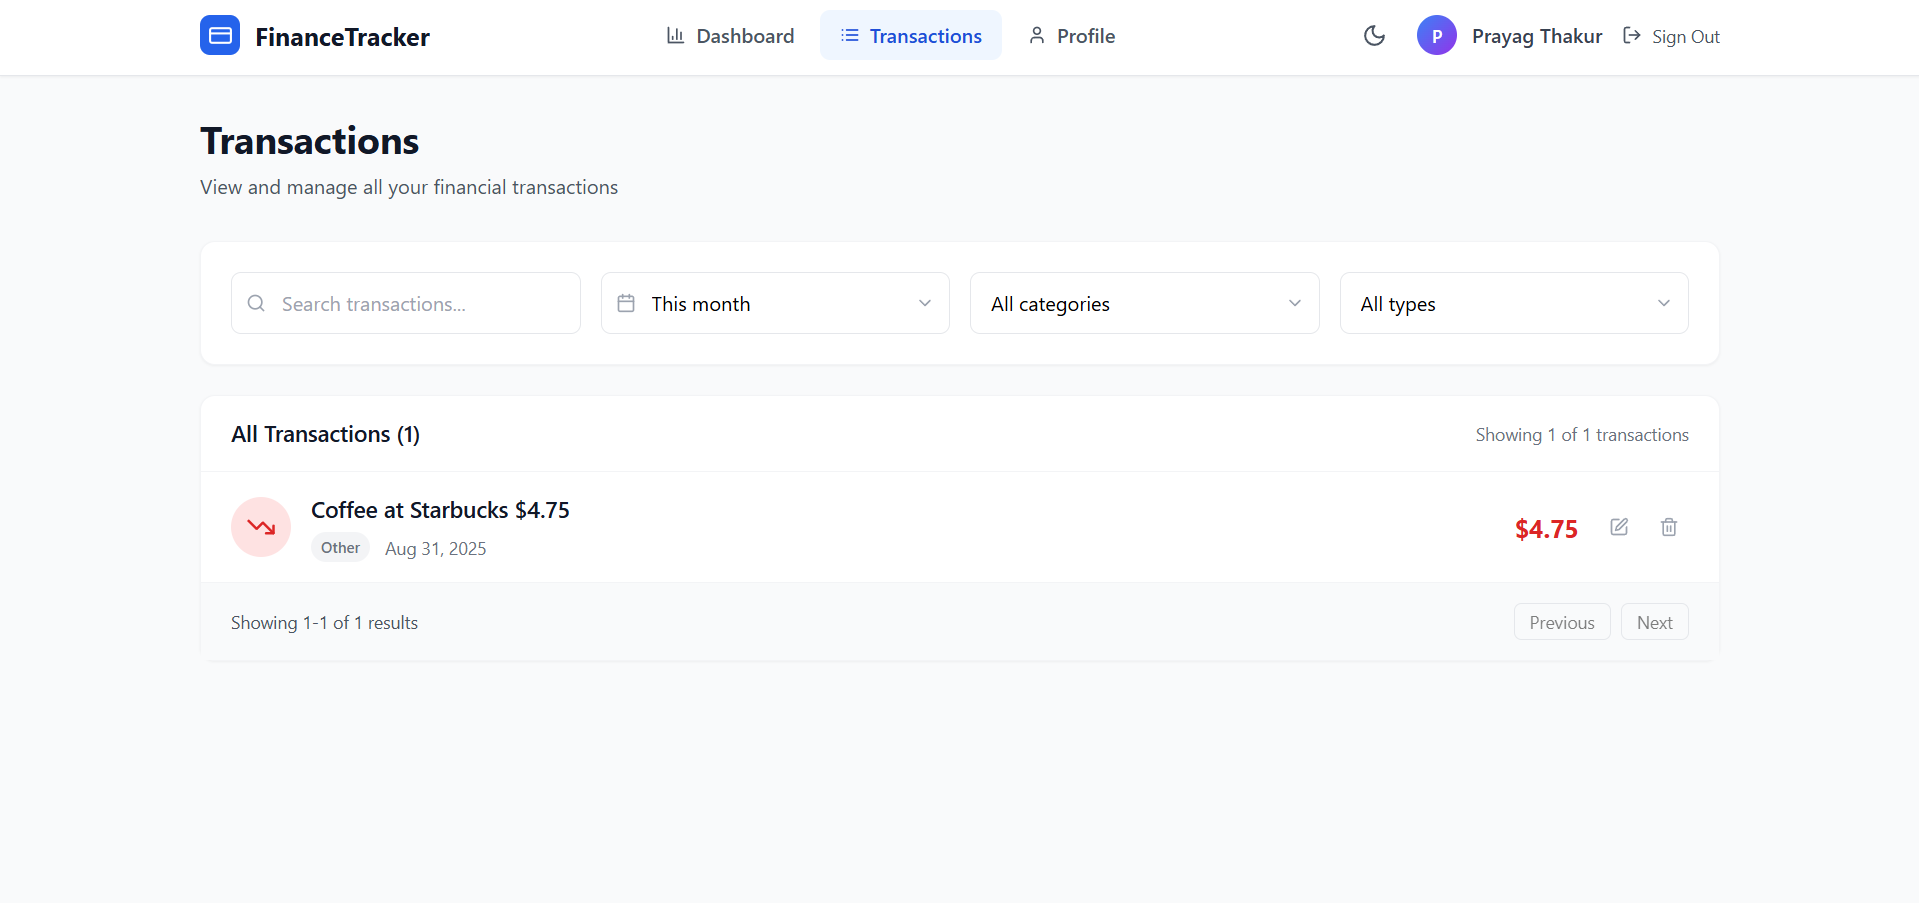 FinanceTracker
Dashboard
Transactions
Profile
P
Prayag Thakur
Sign Out
Transactions
View and manage all your financial transactions
Search transactions...
This month
All categories
All types
All Transactions (1)
Showing 1 of 1 transactions
Coffee at Starbucks $4.75
Other
Aug 31, 2025
$4.75
Showing 1-1 of 1 results
Previous
Next